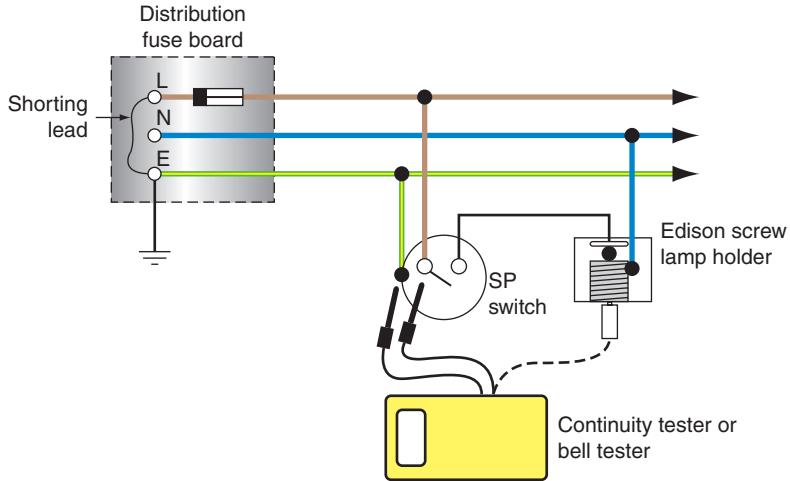 Distribution
fuse board
L
Shorting
lead
N
E
Edison screw
lamp holder
SP
switch
Continuity tester or
bell tester